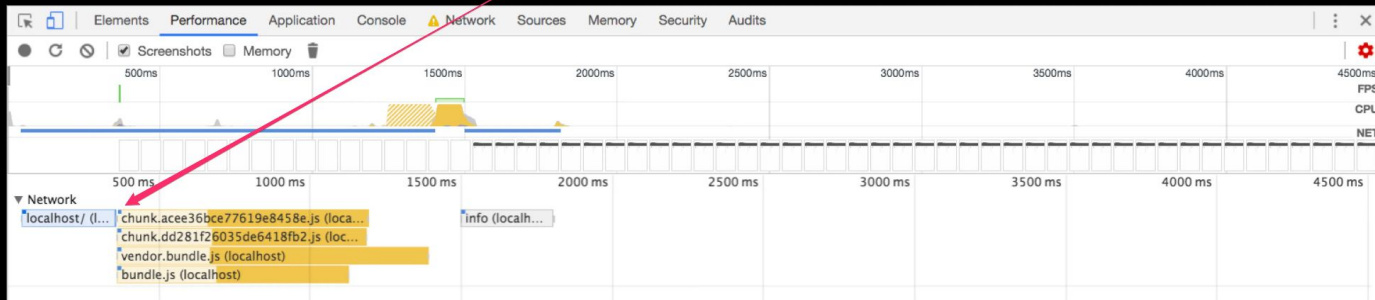 Elements Performance Application Console Network Sources Memory Security Audits
Screenshots Memory
500ms 1000ms 1500ms 2000ms 2500ms 3000ms 3500ms 4000ms 4500ms
FPS
CPU
NET
500 ms 1000 ms 1500 ms 2000 ms 2500 ms 3000 ms 3500 ms 4000 ms 4500 ms
Network
localhost/ (l... chunk.acee36bce77619e8458e.js (loca... info (localh...
chunk.dd281f26035de6418fb2.js (loc...
vendor.bundle.js (localhost)
bundle.js (localhost)